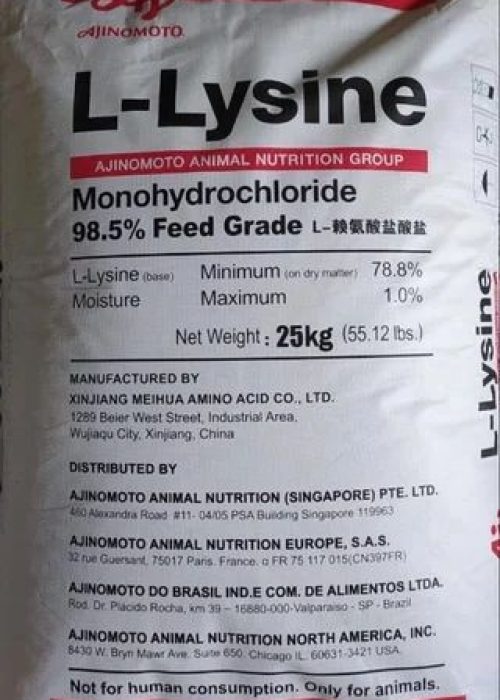 AJINOMOTO.
L-Lysine
AJINOMOTO ANIMAL NUTRITION GROUP
Monohydrochloride
98.5% Feed Grade L-赖氨酸盐酸盐
L-Lysine (base) Minimum (on dry matter) 78.8%
Moisture Maximum 1.0%
Net Weight : 25kg (55.12 lbs.)
MANUFACTURED BY
XINJIANG MEIHUA AMINO ACID CO., LTD.
1289 Beier West Street, Industrial Area,
Wujiaqu City, Xinjiang, China
DISTRIBUTED BY
AJINOMOTO ANIMAL NUTRITION (SINGAPORE) PTE. LTD.
460 Alexandra Road #11- 04/05 PSA Building Singapore 119963
AJINOMOTO ANIMAL NUTRITION EUROPE, S.A.S.
32 rue Guersant, 75017 Paris. France. α FR 75 117 015(CN397FR)
AJINOMOTO DO BRASIL IND.E COM. DE ALIMENTOS LTDA.
Rod. Dr. Plácido Rocha, km 39 - 16880-000-Valparaiso - SP - Brazil
AJINOMOTO ANIMAL NUTRITION NORTH AMERICA, INC.
8430 W. Bryn Mawr Ave. Suite 650. Chicago IL. 60631-3421 USA.
Not for human consumption. Only for animals.
L-Lysine